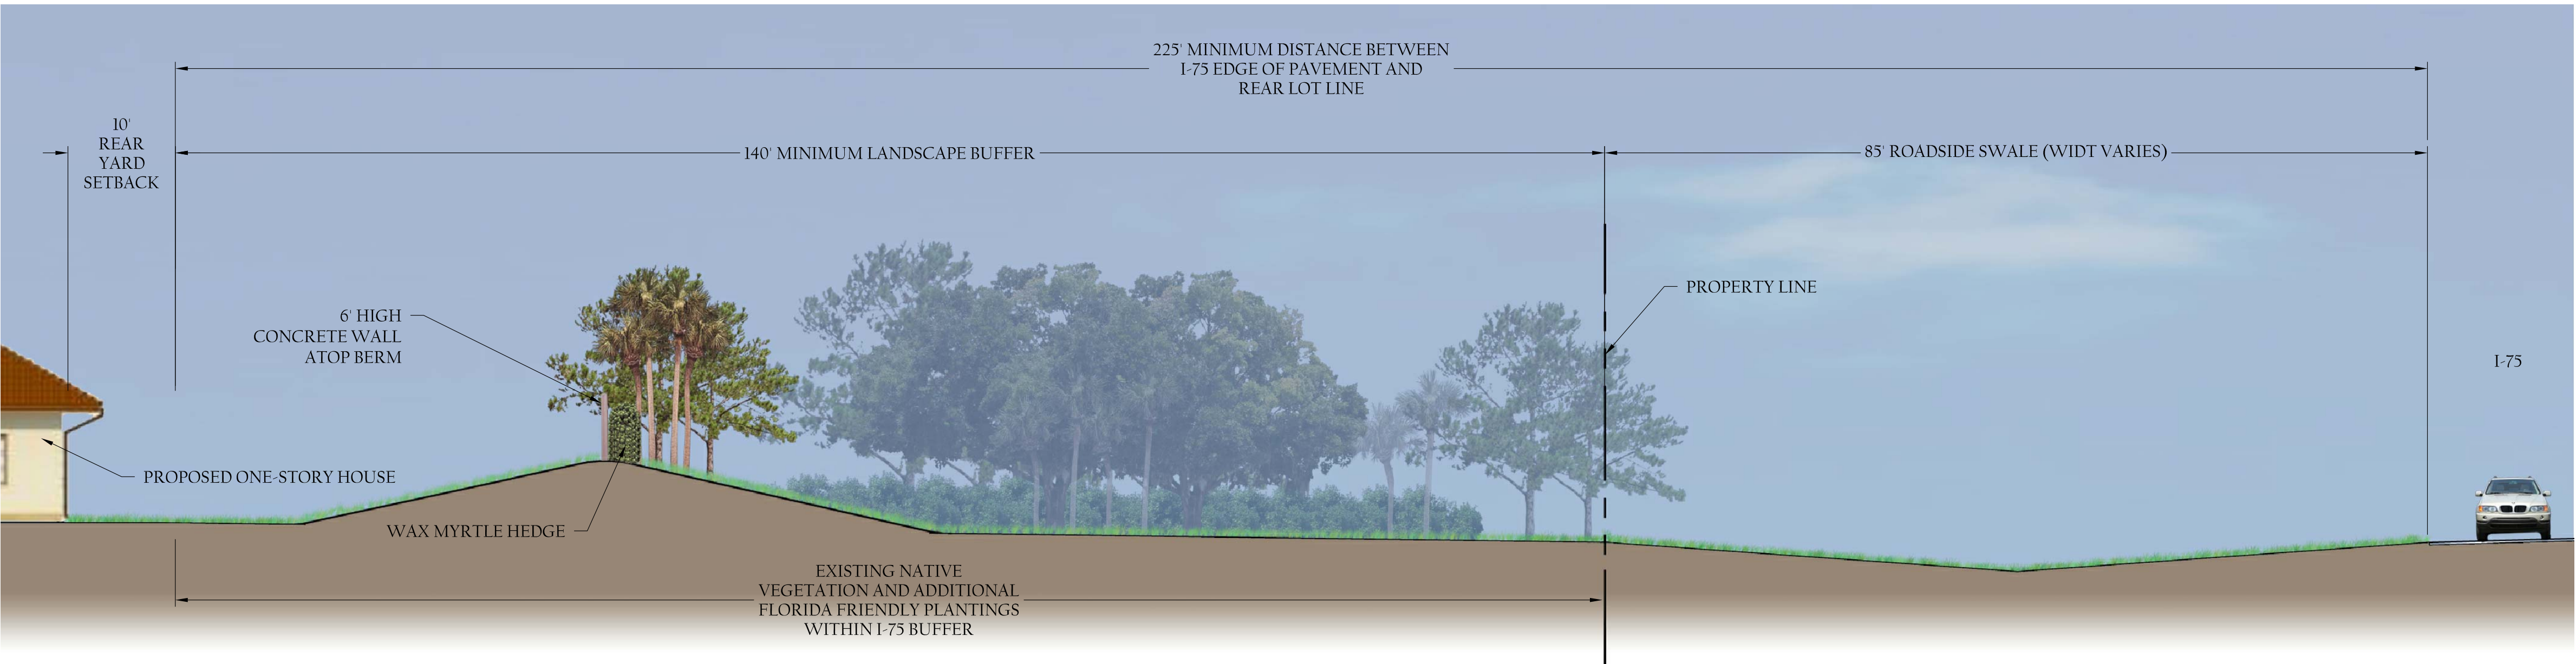 225' MINIMUM DISTANCE BETWEEN
I-75 EDGE OF PAVEMENT AND
REAR LOT LINE
10'
REAR
YARD
SETBACK
140' MINIMUM LANDSCAPE BUFFER
85' ROADSIDE SWALE (WIDT VARIES)
PROPERTY LINE
6' HIGH
CONCRETE WALL
ATOP BERM
I-75
PROPOSED ONE-STORY HOUSE
WAX MYRTLE HEDGE
EXISTING NATIVE
VEGETATION AND ADDITIONAL
FLORIDA FRIENDLY PLANTINGS
WITHIN I-75 BUFFER